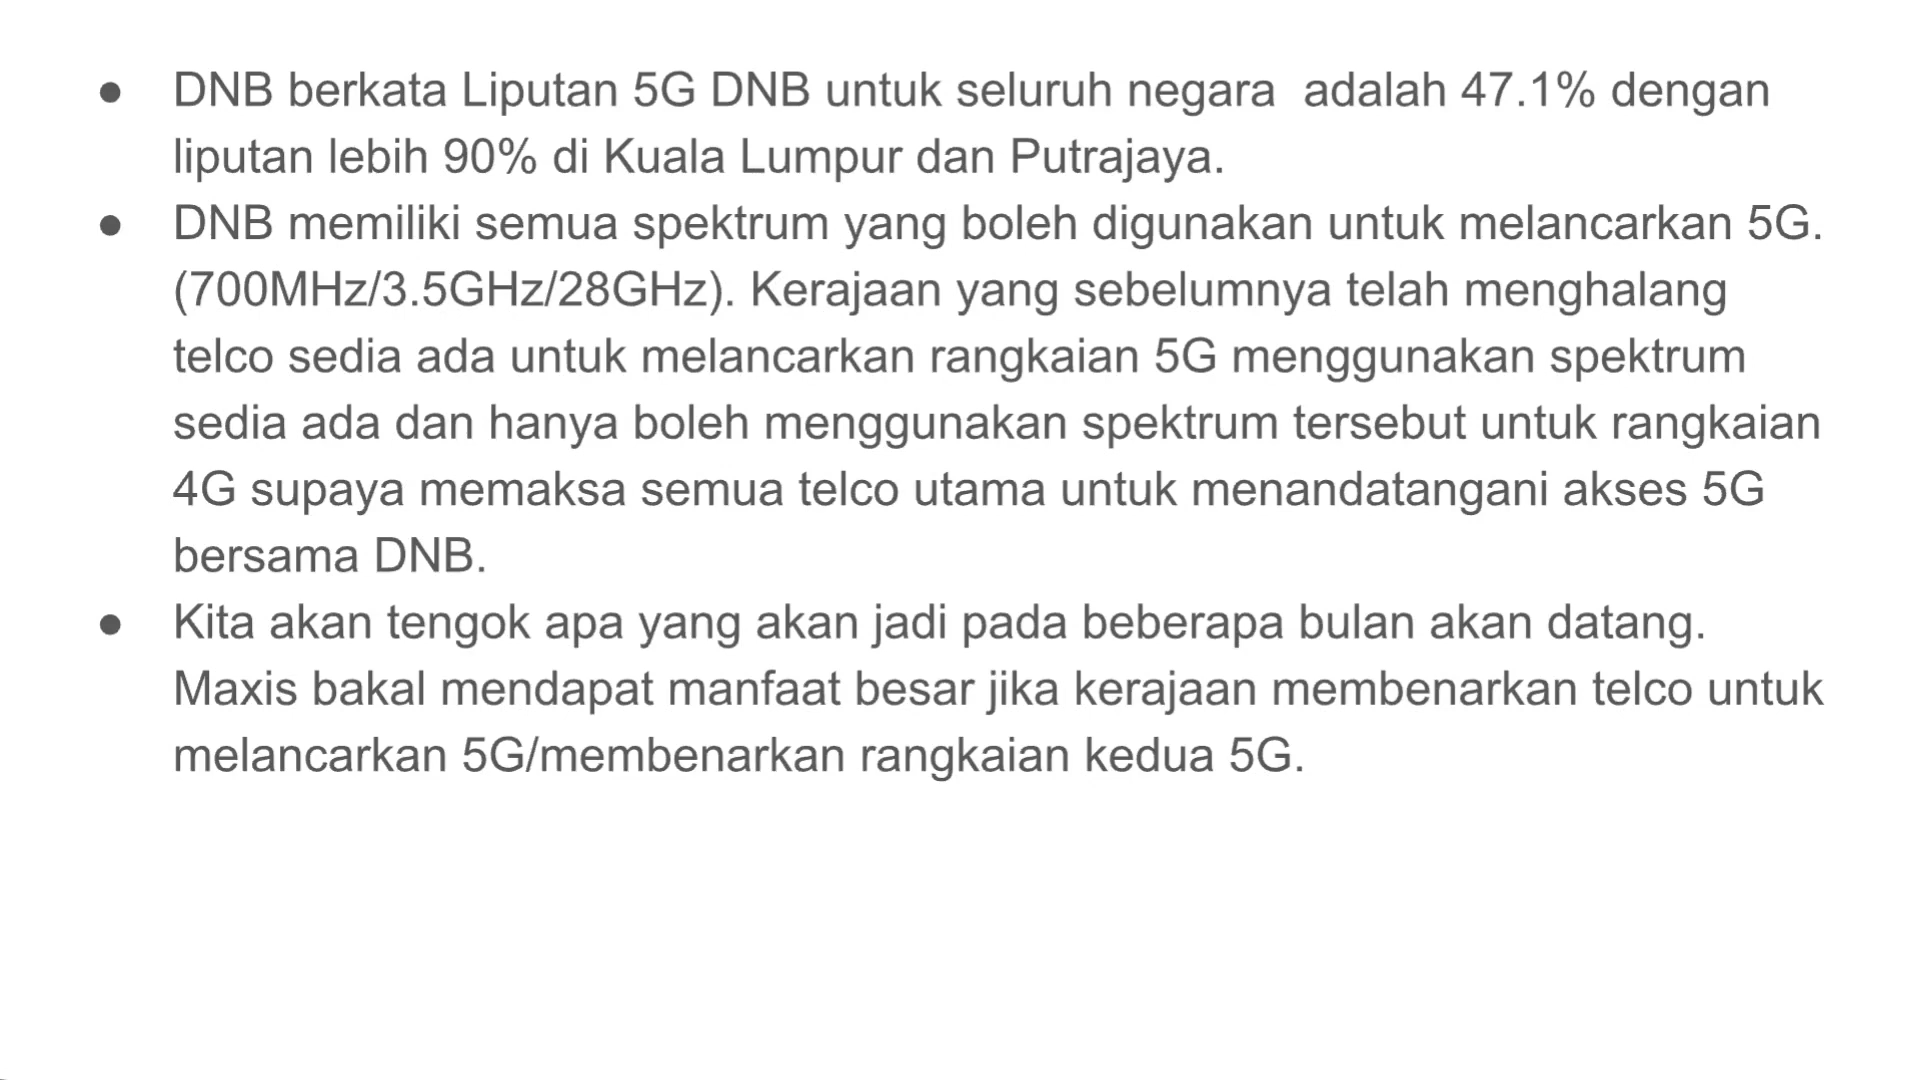 ● DNB berkata Liputan 5G DNB untuk seluruh negara  adalah 47.1% dengan
liputan lebih 90% di Kuala Lumpur dan Putrajaya.
● DNB memiliki semua spektrum yang boleh digunakan untuk melancarkan 5G.
(700MHz/3.5GHz/28GHz). Kerajaan yang sebelumnya telah menghalang
telco sedia ada untuk melancarkan rangkaian 5G menggunakan spektrum
sedia ada dan hanya boleh menggunakan spektrum tersebut untuk rangkaian
4G supaya memaksa semua telco utama untuk menandatangani akses 5G
bersama DNB.
● Kita akan tengok apa yang akan jadi pada beberapa bulan akan datang.
Maxis bakal mendapat manfaat besar jika kerajaan membenarkan telco untuk
melancarkan 5G/membenarkan rangkaian kedua 5G.